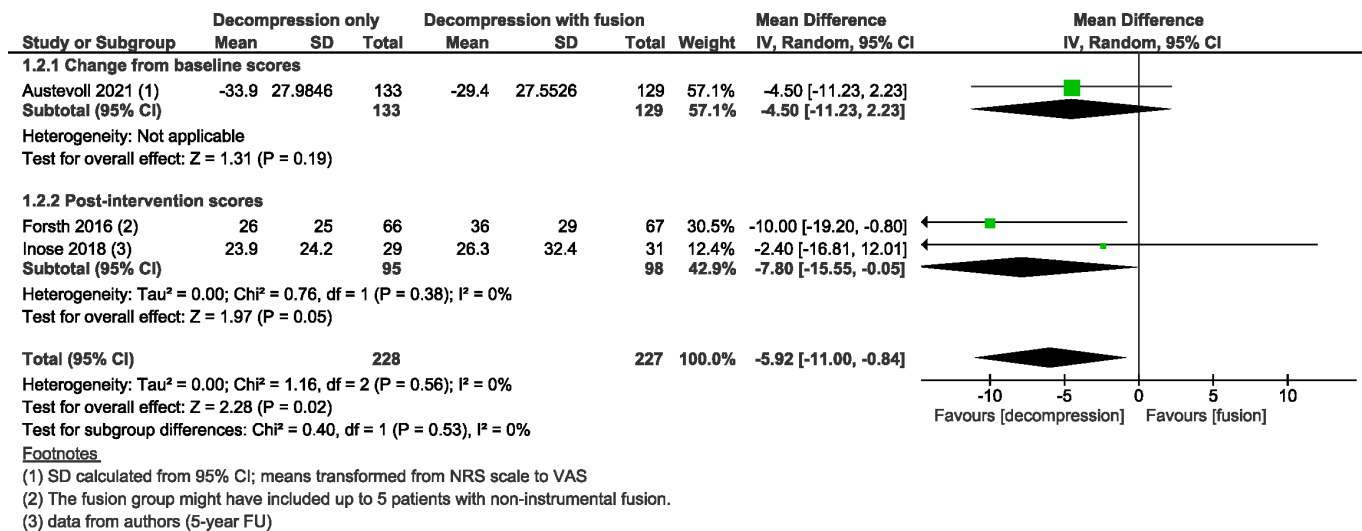 Decompression only Decompression with fusion Mean Difference Mean Difference
Study or Subgroup Mean SD Total Mean SD Total Weight IV, Random, 95% CI IV, Random, 95% CI
1.2.1 Change from baseline scores
Austevoll 2021 (1) -33.9 27.9846 133 -29.4 27.5526 129 57.1% -4.50 [-11.23, 2.23]
Subtotal (95% CI) 133 129 57.1% -4.50 [-11.23, 2.23]
Heterogeneity: Not applicable
Test for overall effect: Z = 1.31 (P = 0.19)
1.2.2 Post-intervention scores
Forsth 2016 (2) 26 25 66 36 29 67 30.5% -10.00 [-19.20, -0.80]
Inose 2018 (3) 23.9 24.2 29 26.3 32.4 31 12.4% -2.40 [-16.81, 12.01]
Subtotal (95% CI) 95 98 42.9% -7.80 [-15.55, -0.05]
Heterogeneity: Tau² = 0.00; Chi² = 0.76, df = 1 (P = 0.38); I² = 0%
Test for overall effect: Z = 1.97 (P = 0.05)
Total (95% CI) 228 227 100.0% -5.92 [-11.00, -0.84]
Heterogeneity: Tau² = 0.00; Chi² = 1.16, df = 2 (P = 0.56); I² = 0%
Test for overall effect: Z = 2.28 (P = 0.02)
Test for subgroup differences: Chi² = 0.40, df = 1 (P = 0.53), I² = 0%
-10 -5 0 5 10
Favours [decompression] Favours [fusion]
Footnotes
(1) SD calculated from 95% CI; means transformed from NRS scale to VAS
(2) The fusion group might have included up to 5 patients with non-instrumental fusion.
(3) data from authors (5-year FU)